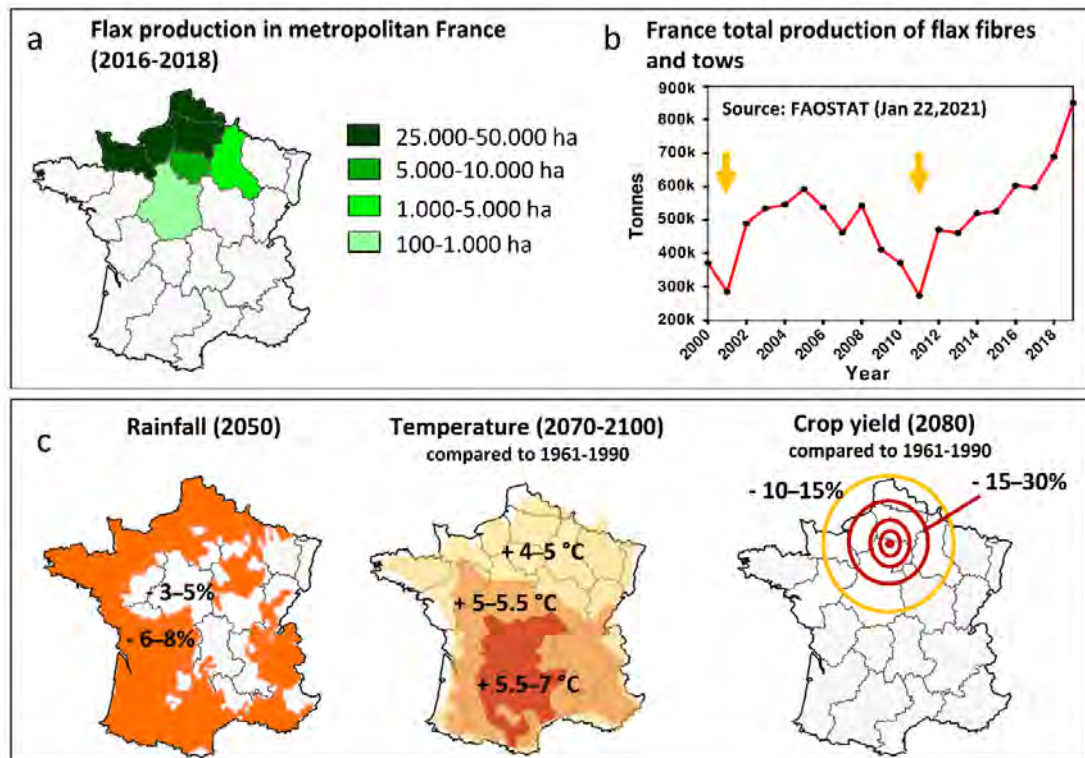 a
Flax production in metropolitan France
(2016-2018)
25.000-50.000 ha
5.000-10.000 ha
1.000-5.000 ha
100-1.000 ha
b
France total production of flax fibres
and tows
Source: FAOSTAT (Jan 22,2021)
900k
800k
700k
600k
500k
400k
300k
200k
Tonnes
2000
2002
2004
2006
2008
2010
2012
2014
2016
2018
Year
c
Rainfall (2050)
- 3–5%
- 6–8%
Temperature (2070-2100)
compared to 1961-1990
+ 4–5 °C
+ 5–5.5 °C
+ 5.5–7 °C
Crop yield (2080)
compared to 1961-1990
- 10–15%
- 15–30%